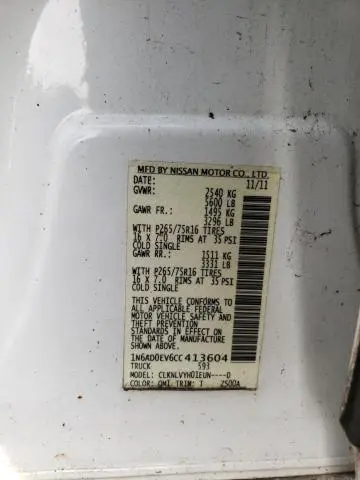 MFD BY NISSAN MOTOR CO., LTD.
DATE: 11/11
GVWR: 2540 KG
5600 LB
GAWR FR.: 1495 KG
3296 LB
WITH P265/75R16 TIRES
16 X 7.0 RIMS AT 35 PSI
COLD SINGLE
GAWR RR.: 1511 KG
3331 LB
WITH P265/75R16 TIRES
16 X 7.0 RIMS AT 35 PSI
COLD SINGLE
THIS VEHICLE CONFORMS TO
ALL APPLICABLE FEDERAL
MOTOR VEHICLE SAFETY AND
THEFT PREVENTION
STANDARDS IN EFFECT ON
THE DATE OF MANUFACTURE
SHOWN ABOVE.
1N6AD0EV6CC413604
TRUCK 593
MODEL: CLKNLVYHO1EUN----D
COLOR: QM1 TRIM: T 2500A